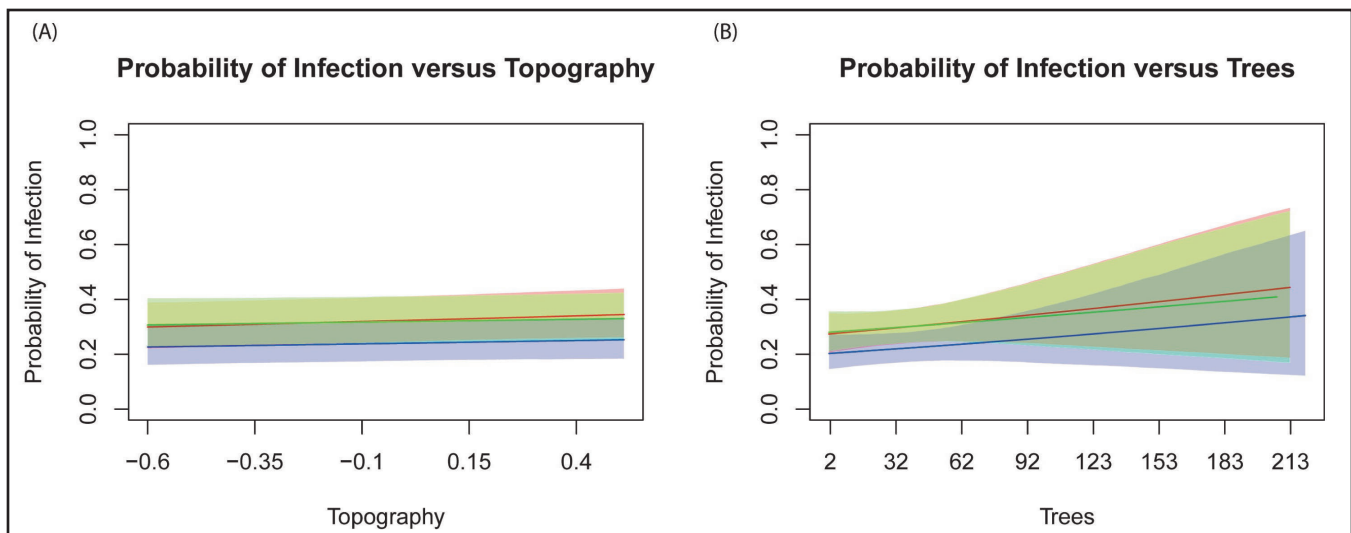 (A)
Probability of Infection versus Topography
Probability of Infection
1.0
0.8
0.6
0.4
0.2
0.0
−0.6 −0.35 −0.1 0.15 0.4
Topography
(B)
Probability of Infection versus Trees
Probability of Infection
1.0
0.8
0.6
0.4
0.2
0.0
2 32 62 92 123 153 183 213
Trees